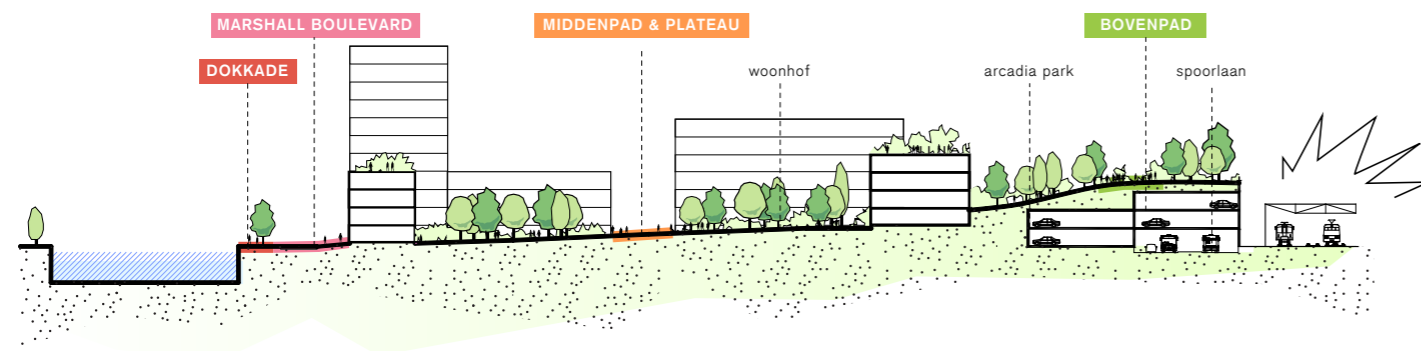 MARSHALL BOULEVARD
MIDDENPAD & PLATEAU
BOVENPAD
DOKKADE
woonhof
arcadia park
spoorlaan